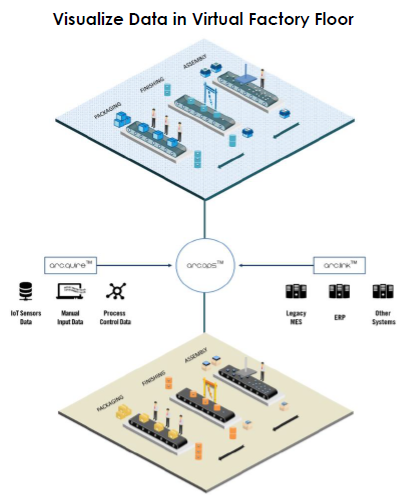 Visualize Data in Virtual Factory Floor
ASSEMBLY
FINISHING
PACKAGING
arcquire™
arcops™
arclink™
IoT Sensors
Data
Manual
Input Data
Process
Control Data
Legacy
MES
ERP
Other
Systems
ASSEMBLY
FINISHING
PACKAGING